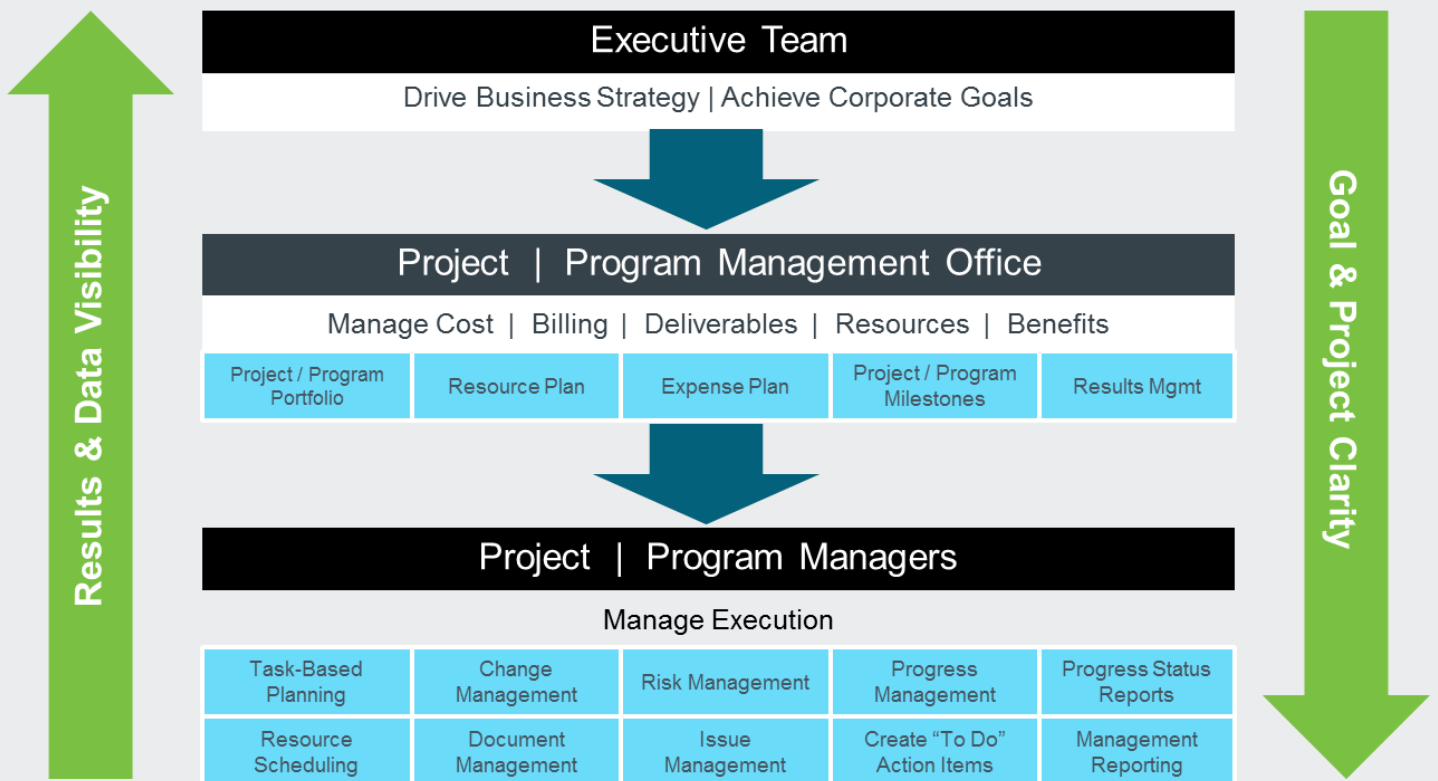 Executive Team
Drive Business Strategy | Achieve Corporate Goals
Results & Data Visibility
Goal & Project Clarity
Project | Program Management Office
Manage Cost | Billing | Deliverables | Resources | Benefits
Project / Program
Portfolio
Resource Plan
Expense Plan
Project / Program
Milestones
Results Mgmt
Project | Program Managers
Manage Execution
Task-Based
Planning
Change
Management
Risk Management
Progress
Management
Progress Status
Reports
Resource
Scheduling
Document
Management
Issue
Management
Create “To Do”
Action Items
Management
Reporting